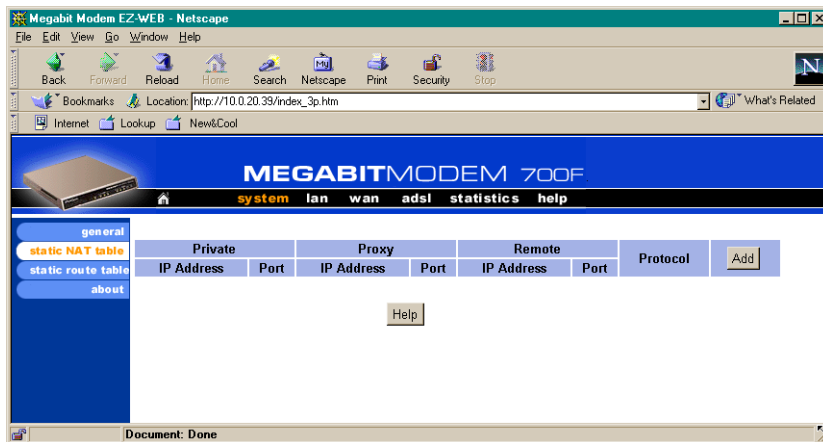 Megabit Modem EZ-WEB - Netscape
File Edit View Go Window Help
Back Forward Reload Home Search Netscape Print Security Stop
Bookmarks Location: http://10.0.20.39/index_3p.htm What's Related
Internet Lookup New&Cool
MEGABITMODEM 700F
system lan wan adsl statistics help
general
static NAT table
static route table
about
Private Proxy Remote Protocol Add
IP Address Port IP Address Port IP Address Port
Help
Document: Done